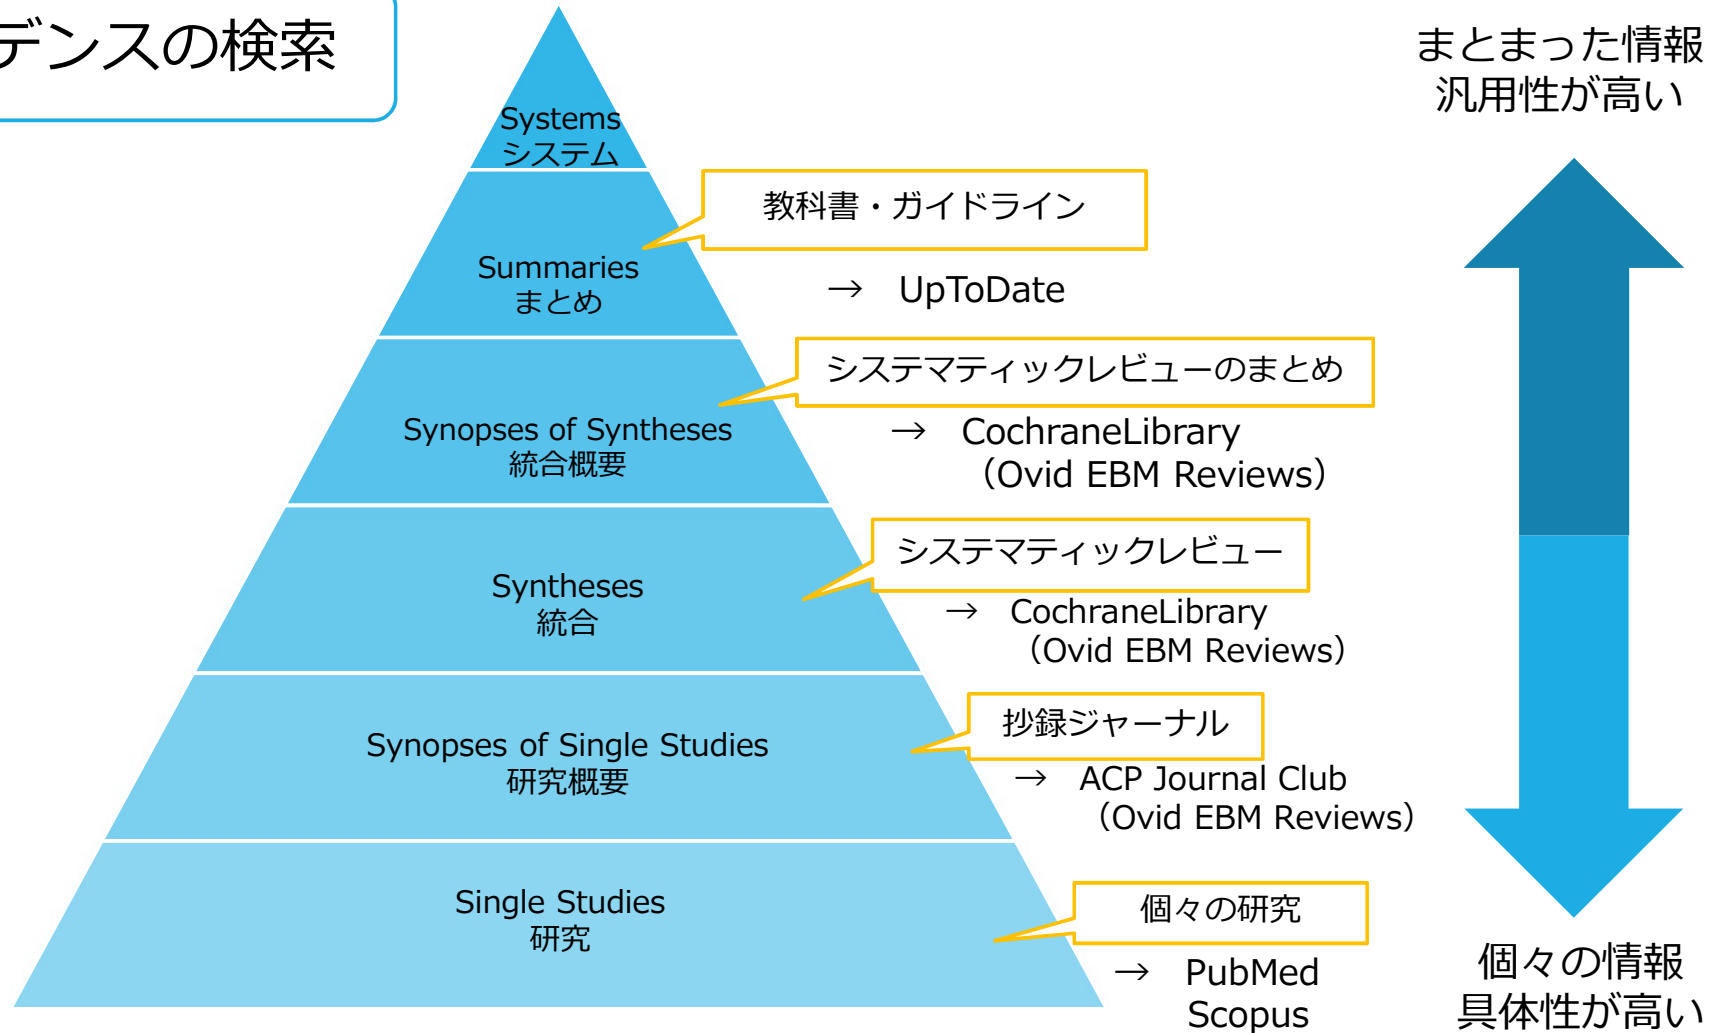 デンスの検索
まとまった情報
汎用性が高い
Systems
システム
教科書・ガイドライン
Summaries
まとめ
→ UpToDate
システマティックレビューのまとめ
Synopses of Syntheses
統合概要
→ CochraneLibrary
（Ovid EBM Reviews）
システマティックレビュー
Syntheses
統合
→ CochraneLibrary
（Ovid EBM Reviews）
抄録ジャーナル
Synopses of Single Studies
研究概要
→ ACP Journal Club
（Ovid EBM Reviews）
個々の研究
Single Studies
研究
→ PubMed
Scopus
個々の情報
具体性が高い